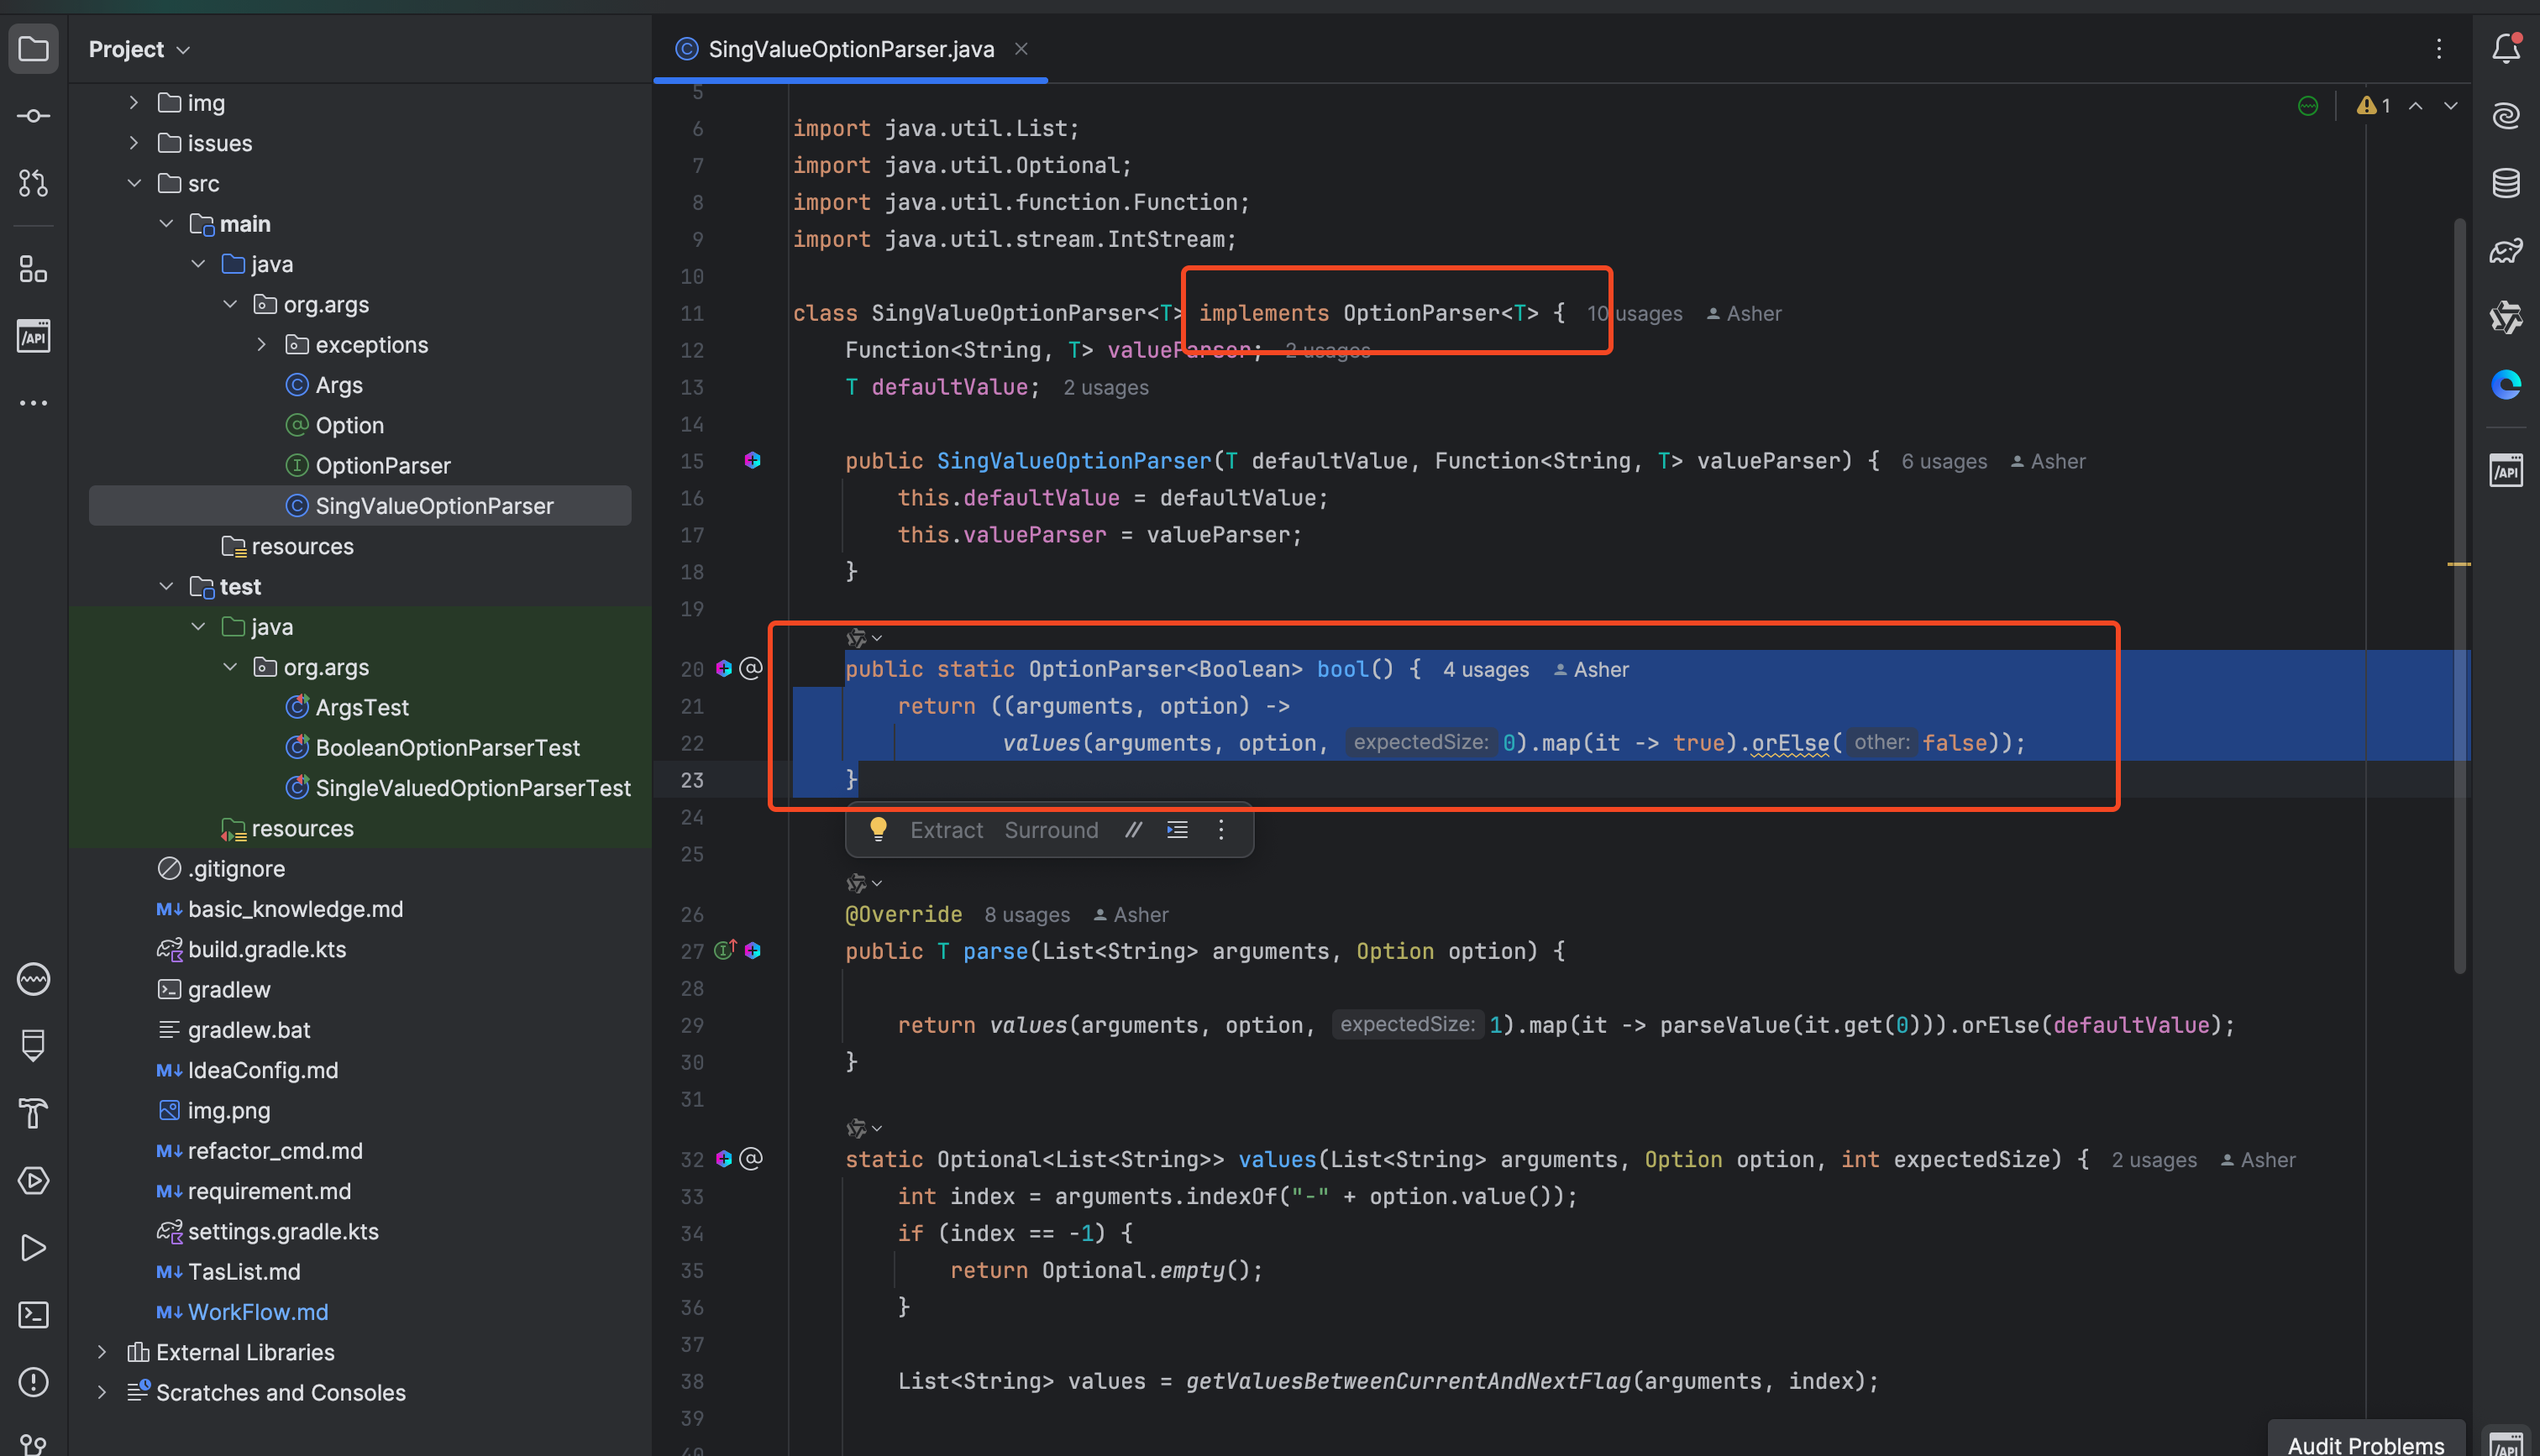 Project
img
issues
src
main
java
org.args
exceptions
Args
Option
OptionParser
SingValueOptionParser
resources
test
java
org.args
ArgsTest
BooleanOptionParserTest
SingleValuedOptionParserTest
resources
.gitignore
basic_knowledge.md
build.gradle.kts
gradlew
gradlew.bat
IdeaConfig.md
img.png
refactor_cmd.md
requirement.md
settings.gradle.kts
TasList.md
WorkFlow.md
External Libraries
Scratches and Consoles
SingValueOptionParser.java
1
5
6 import java.util.List;
7 import java.util.Optional;
8 import java.util.function.Function;
9 import java.util.stream.IntStream;
10
11 class SingValueOptionParser<T> implements OptionParser<T> { 10 usages Asher
12 Function<String, T> valueParser; 2 usages
13 T defaultValue; 2 usages
14
15 public SingValueOptionParser(T defaultValue, Function<String, T> valueParser) { 6 usages Asher
16 this.defaultValue = defaultValue;
17 this.valueParser = valueParser;
18 }
19
20 public static OptionParser<Boolean> bool() { 4 usages Asher
21 return ((arguments, option) ->
22 values(arguments, option, expectedSize: 0).map(it -> true).orElse( other: false));
23 }
24
Extract Surround //
25
26 @Override 8 usages Asher
27 public T parse(List<String> arguments, Option option) {
28
29 return values(arguments, option, expectedSize: 1).map(it -> parseValue(it.get(0))).orElse(defaultValue);
30 }
31
32 static Optional<List<String>> values(List<String> arguments, Option option, int expectedSize) { 2 usages Asher
33 int index = arguments.indexOf("-" + option.value());
34 if (index == -1) {
35 return Optional.empty();
36 }
37
38 List<String> values = getValuesBetweenCurrentAndNextFlag(arguments, index);
39
40
Audit Problems
/API
/API
/API